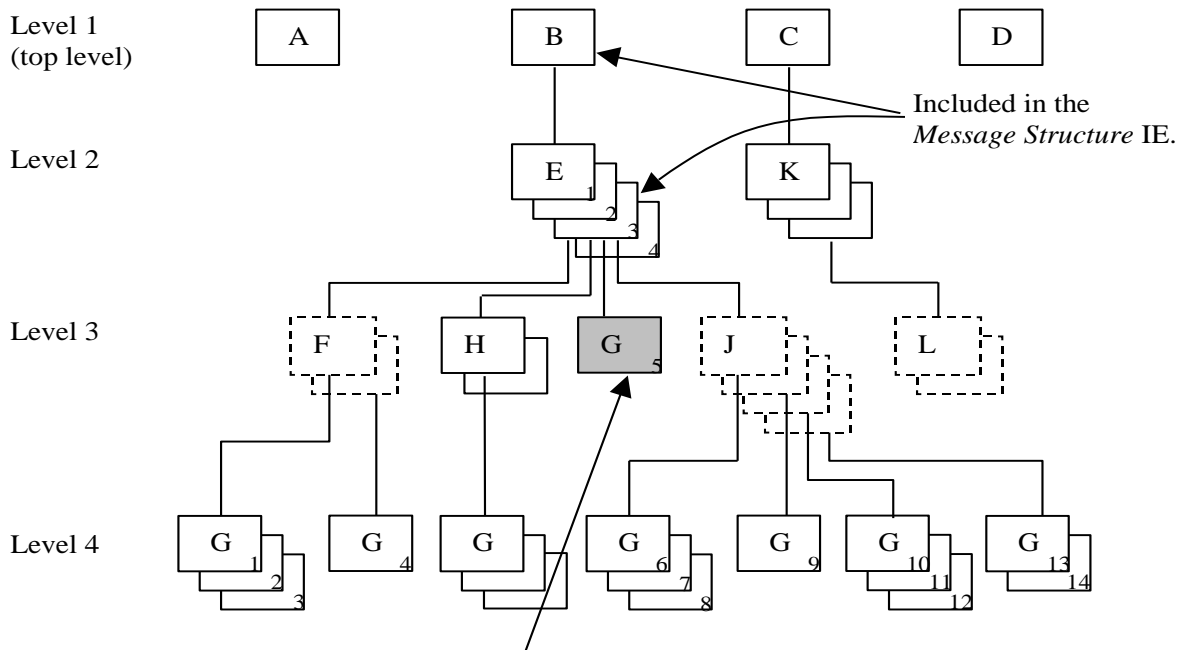 Level 1
(top level)
A
B
C
D
Included in the
Message Structure IE.
Level 2
E
1
2
3
4
K
Level 3
F
H
G
5
J
L
Level 4
G
1
2
3
G
4
G
G
6
7
8
G
9
G
10
11
12
G
13
14